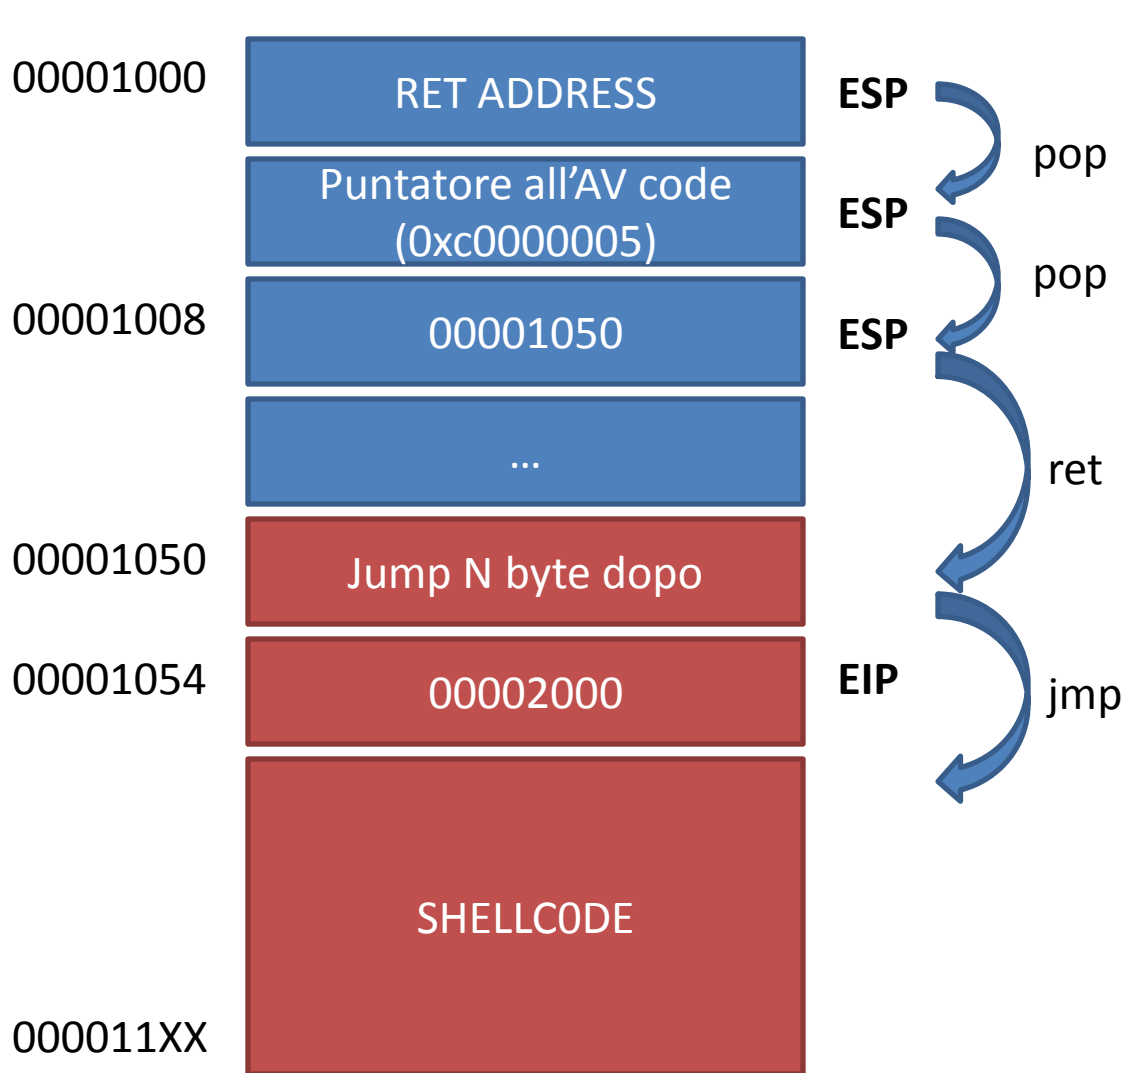 00001000
RET ADDRESS
ESP
pop
Puntatore all'AV code
(0xc0000005)
ESP
pop
00001008
00001050
ESP
...
ret
00001050
Jump N byte dopo
00001054
00002000
EIP
jmp
SHELLC0DE
000011XX